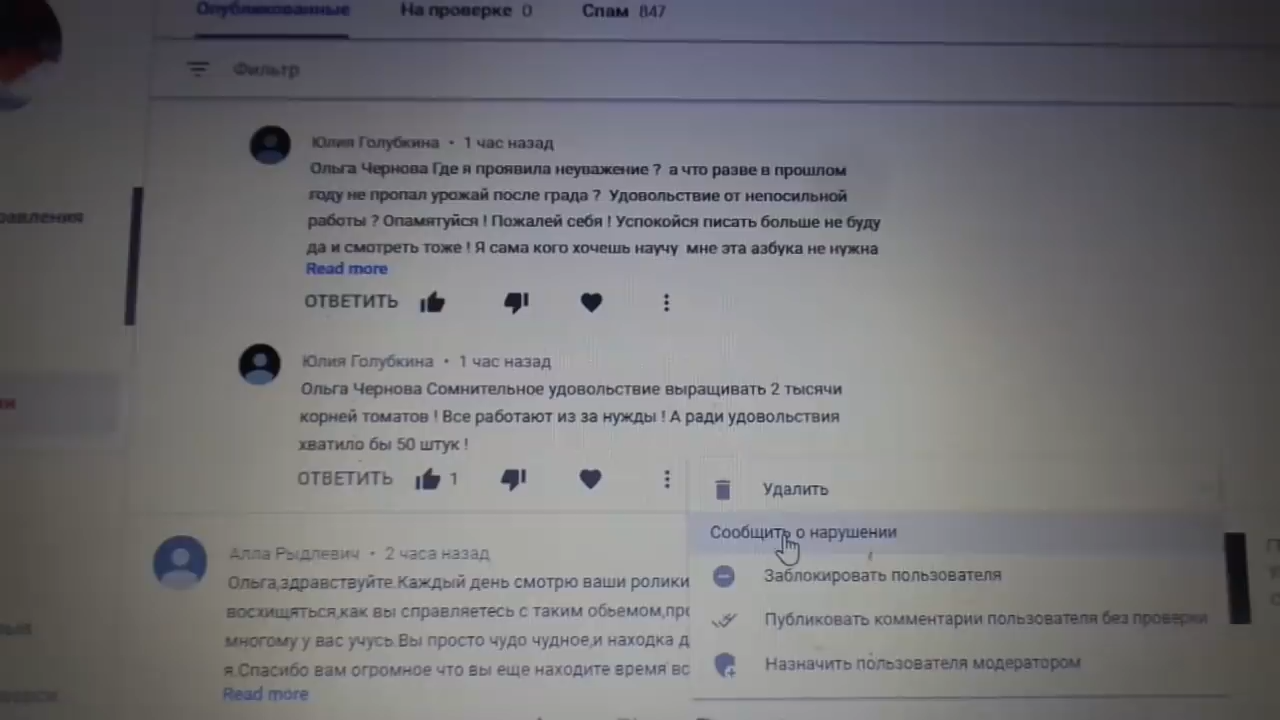 Опубликованные На проверке 0 Спам 847
Фильтр
Юлия Голубкина • 1 час назад
Ольга Чернова Где я проявила неуважение ? а что разве в прошлом
году не пропал урожай после града ? Удовольствие от непосильной
работы ? Опамятуйся ! Пожалей себя ! Успокойся писать больше не буду
да и смотреть тоже ! Я сама кого хочешь научу мне эта азбука не нужна
Read more
ОТВЕТИТЬ
Юлия Голубкина • 1 час назад
Ольга Чернова Сомнительное удовольствие выращивать 2 тысячи
корней томатов ! Все работают из за нужды ! А ради удовольствия
хватило бы 50 штук !
ОТВЕТИТЬ 1
Удалить
Сообщить о нарушении
Заблокировать пользователя
Публиковать комментарии пользователя без проверки
Назначить пользователя модератором
Алла Рыдлевич • 2 часа назад
Ольга,здравствуйте.Каждый день смотрю ваши ролики
восхищяться,как вы справляетесь с таким обьемом,
многому у вас учусь.Вы просто чудо чудное,и находка
я.Спасибо вам огромное что вы еще находите время
Read more